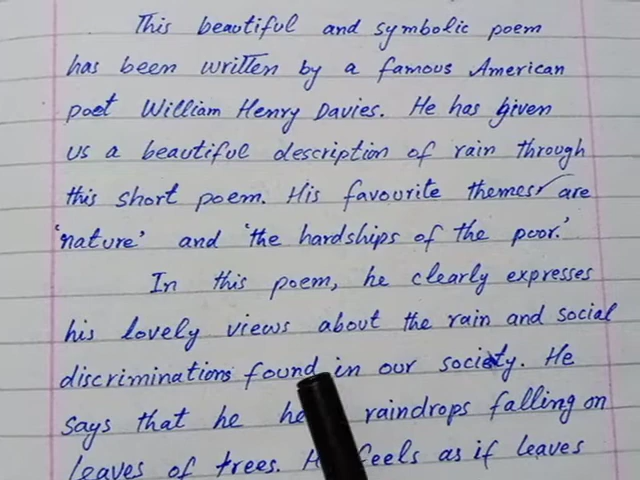 This beautiful and symbolic poem
has been written by a famous American
poet William Henry Davies. He has given
us a beautiful description of rain through
this short poem. His favourite themes are
'nature' and 'the hardships of the poor.'
In this poem, he clearly expresses
his lovely views about the rain and social
discriminations found in our society. He
says that he raindrops falling on
leaves of trees. feels as if leaves